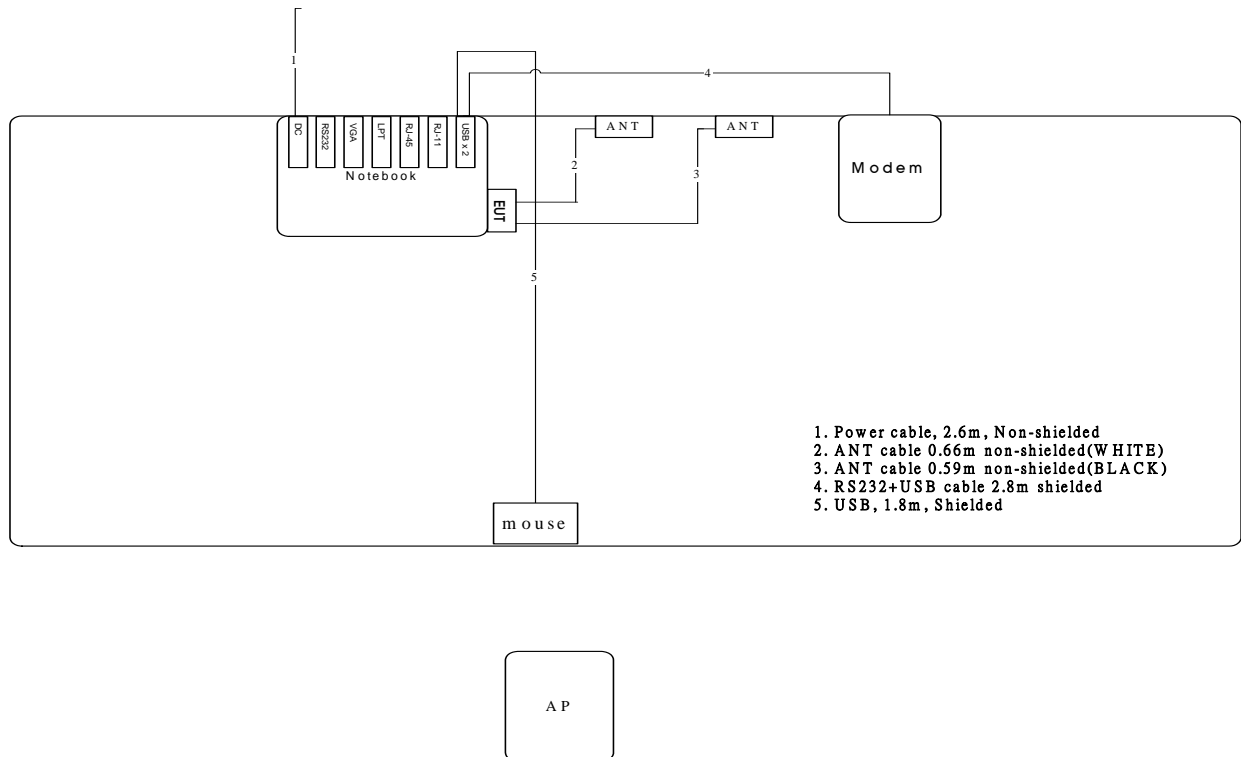 1
4
DC
RS232
VGA
LPT
RJ-45
RJ-11
USB x 2
Notebook
EUT
ANT
ANT
2
3
Modem
5
1. Power cable, 2.6m, Non-shielded
2. ANT cable 0.66m non-shielded(WHITE)
3. ANT cable 0.59m non-shielded(BLACK)
4. RS232+USB cable 2.8m shielded
5. USB, 1.8m, Shielded
mouse
AP